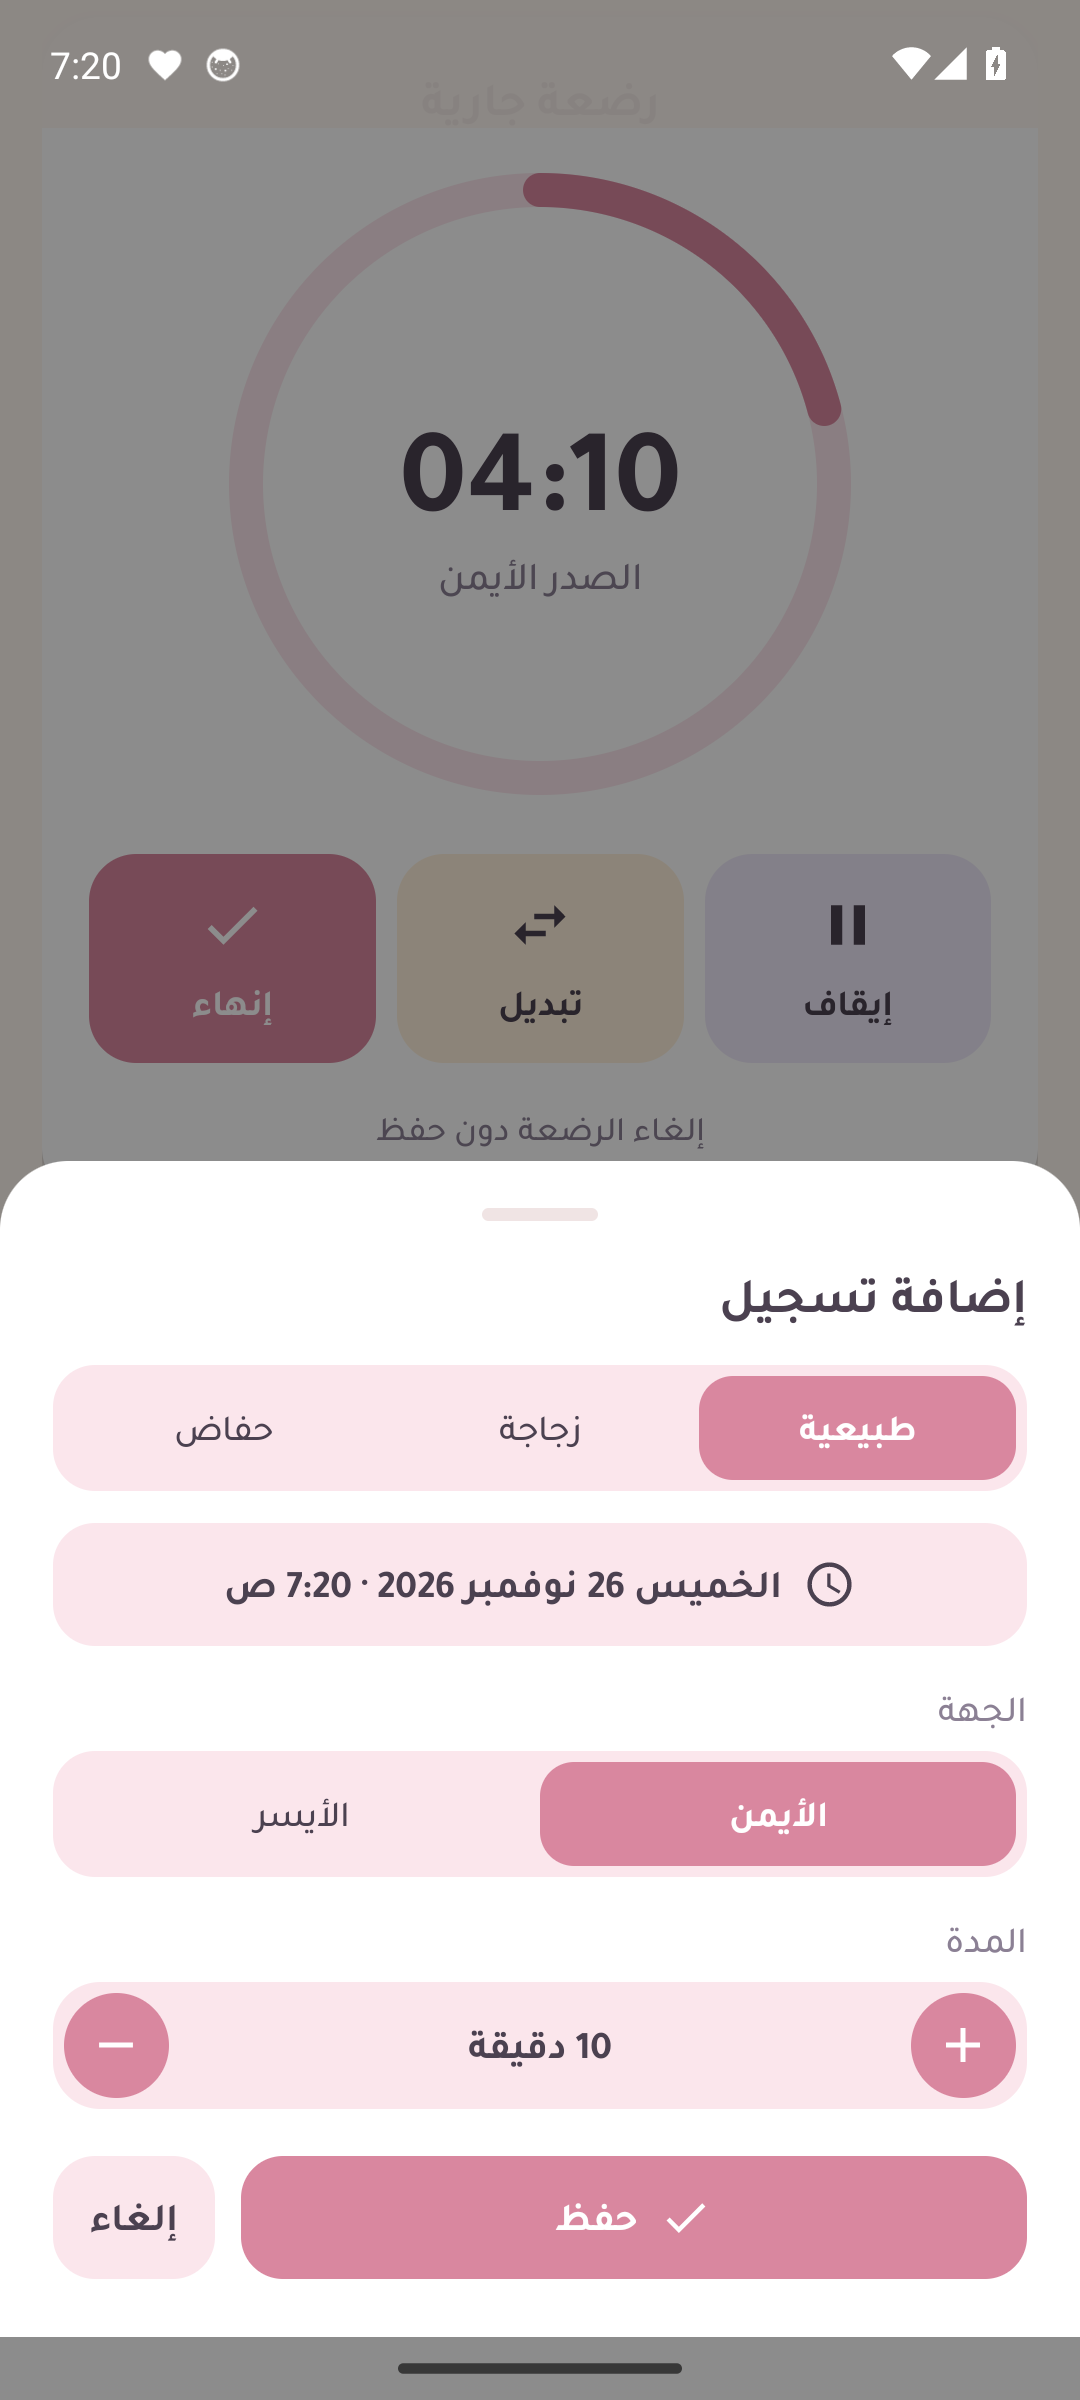 7:20
رضعة جارية
04:10
الصدر الأيمن
إيقاف
تبديل
إنهاء
إلغاء الرضعة دون حفظ
إضافة تسجيل
طبيعية
زجاجة
حفاض
الخميس 26 نوفمبر 2026 · 7:20 ص
الجهة
الأيمن
الأيسر
المدة
10 دقيقة
حفظ
إلغاء